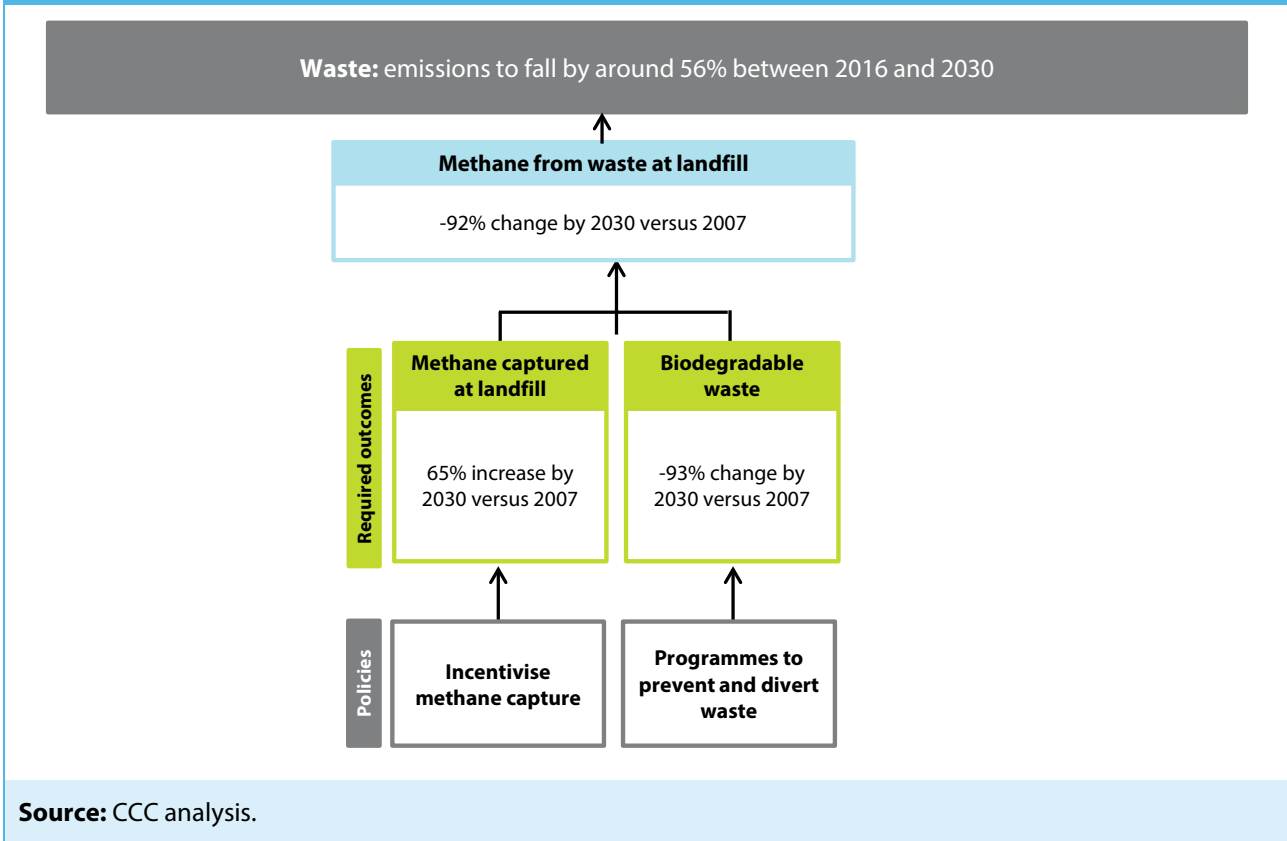 Waste: emissions to fall by around 56% between 2016 and 2030
Methane from waste at landfill
-92% change by 2030 versus 2007
Required outcomes
Methane captured
at landfill
65% increase by
2030 versus 2007
Biodegradable
waste
-93% change by
2030 versus 2007
Policies
Incentivise
methane capture
Programmes to
prevent and divert
waste
Source: CCC analysis.